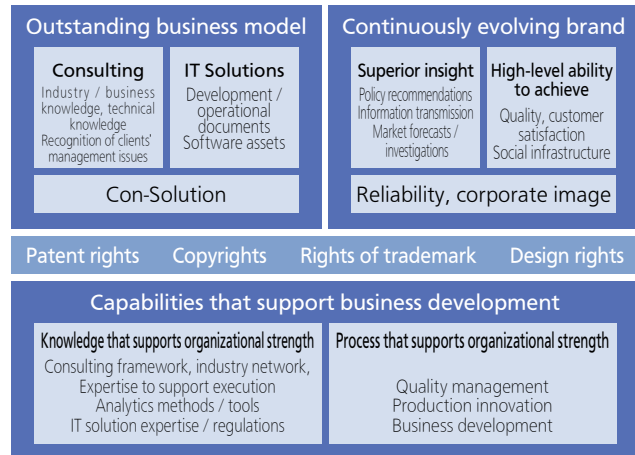 Outstanding business model
Consulting
Industry / business
knowledge, technical
knowledge
Recognition of clients'
management issues
IT Solutions
Development /
operational
documents
Software assets
Con-Solution
Continuously evolving brand
Superior insight
Policy recommendations
Information transmission
Market forecasts /
investigations
High-level ability
to achieve
Quality, customer
satisfaction
Social infrastructure
Reliability, corporate image
Patent rights Copyrights Rights of trademark Design rights
Capabilities that support business development
Knowledge that supports organizational strength
Consulting framework, industry network,
Expertise to support execution
Analytics methods / tools
IT solution expertise / regulations
Process that supports organizational strength
Quality management
Production innovation
Business development